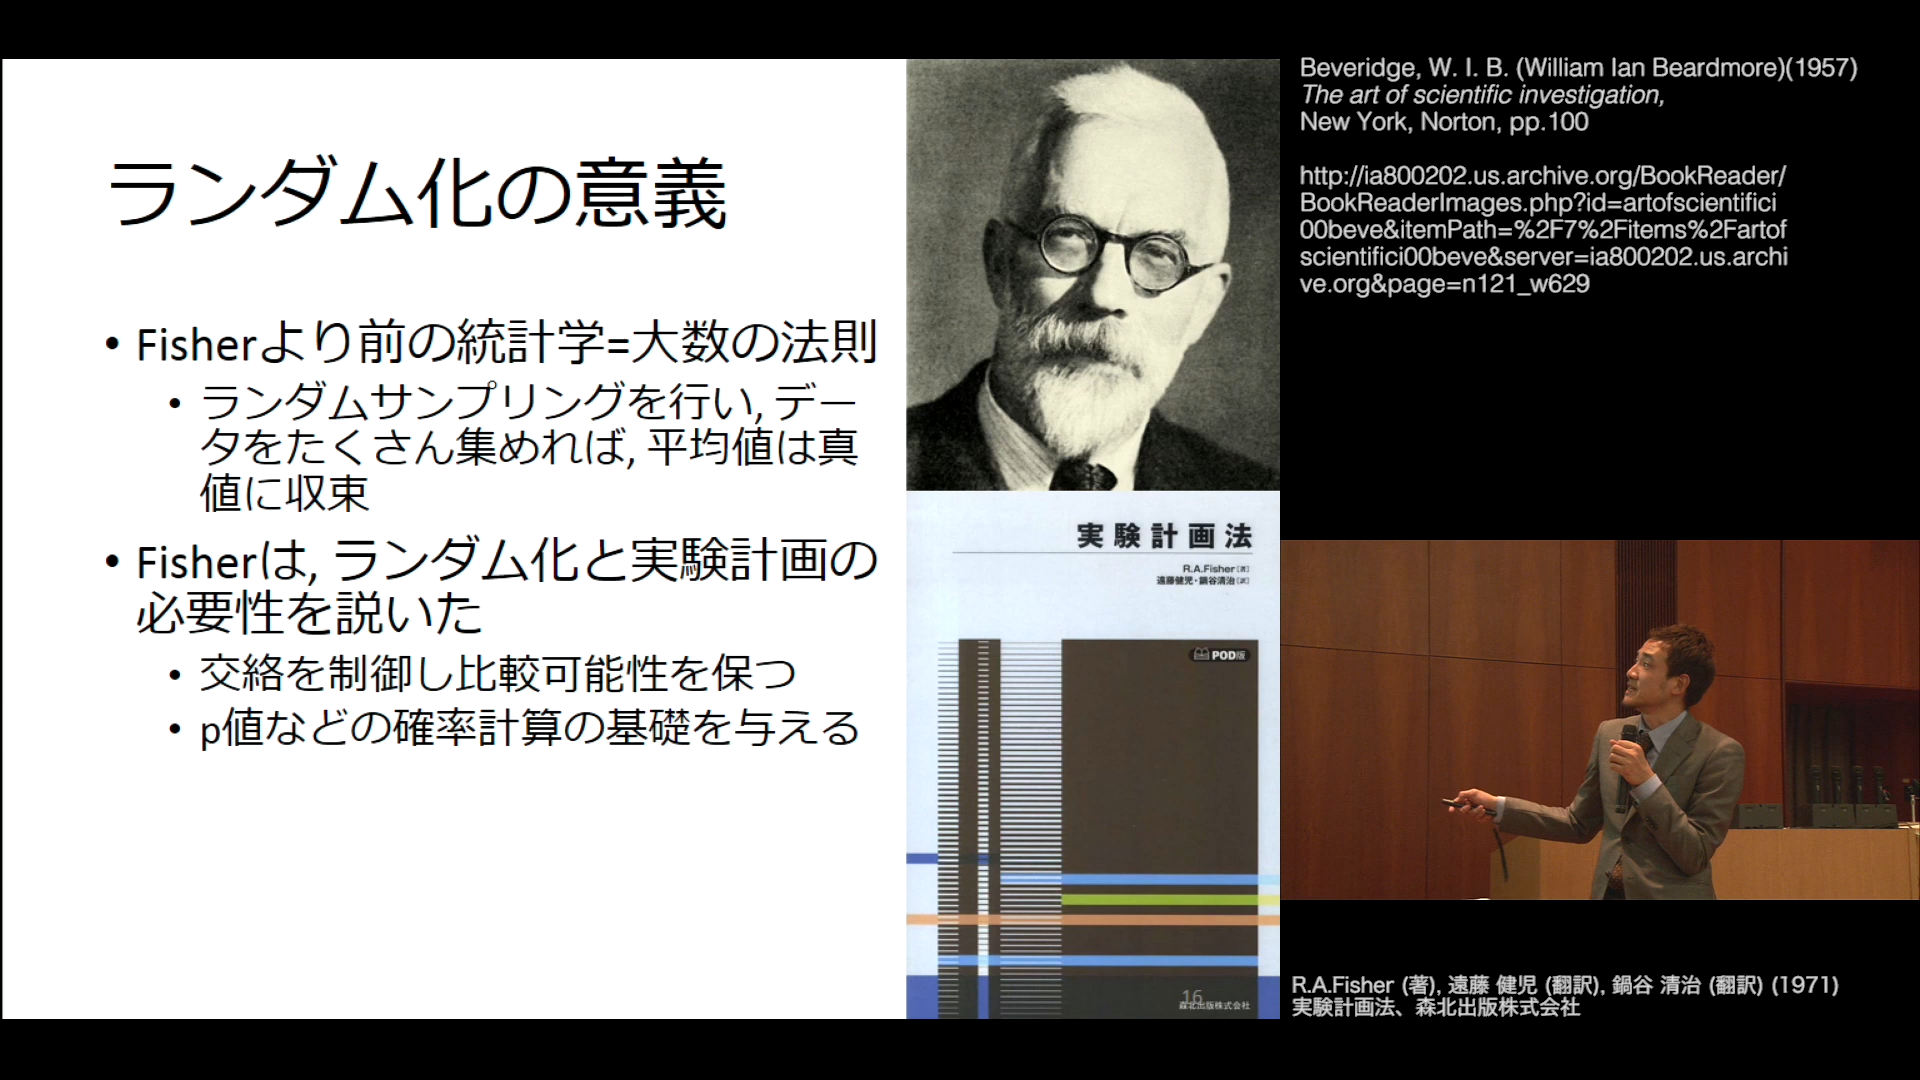 ランダム化の意義
• Fisherより前の統計学=大数の法則
• ランダムサンプリングを行い, デー
タをたくさん集めれば, 平均値は真
値に収束
• Fisherは, ランダム化と実験計画の
必要性を説いた
• 交絡を制御し比較可能性を保つ
• p値などの確率計算の基礎を与える
実験計画法
R.A.Fisher[著]
遠藤健児・鍋谷清治[訳]
POD版
16
森北出版株式会社
Beveridge, W. I. B. (William Ian Beardmore)(1957)
The art of scientific investigation,
New York, Norton, pp.100
http://ia800202.us.archive.org/BookReader/
BookReaderImages.php?id=artofscientifici
00beve&itemPath=%2F7%2Fitems%2Fartof
scientifici00beve&server=ia800202.us.archi
ve.org&page=n121_w629
R.A.Fisher (著), 遠藤 健児 (翻訳), 鍋谷 清治 (翻訳) (1971)
実験計画法、森北出版株式会社